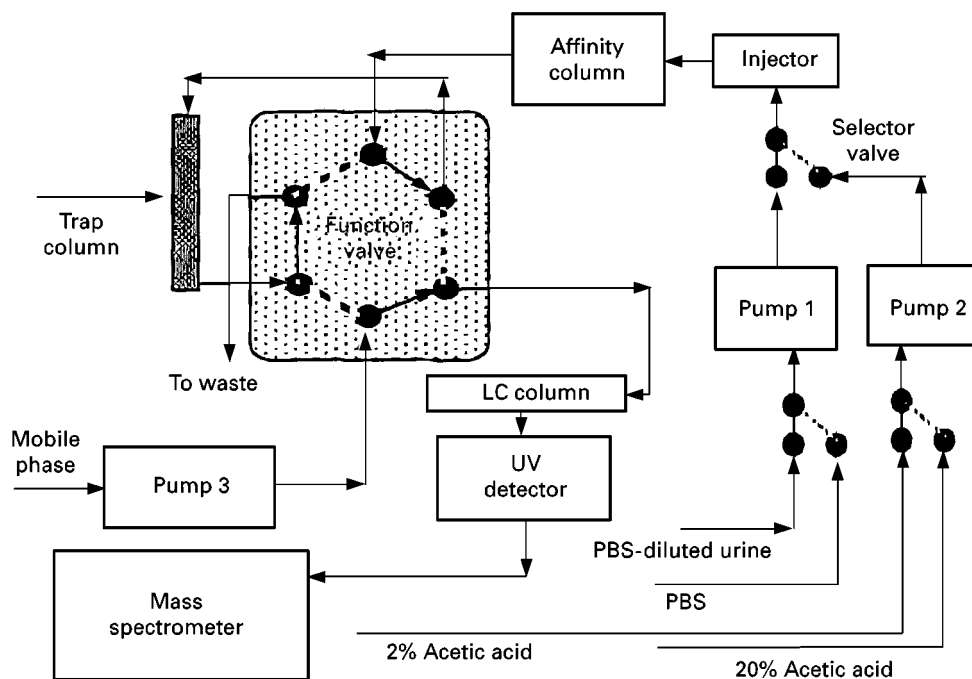 Affinity
column
Injector
Selector
valve
Trap
column
Function
valve
Pump 1
Pump 2
To waste
LC column
Mobile
phase
Pump 3
UV
detector
PBS-diluted urine
Mass
spectrometer
PBS
2% Acetic acid
20% Acetic acid